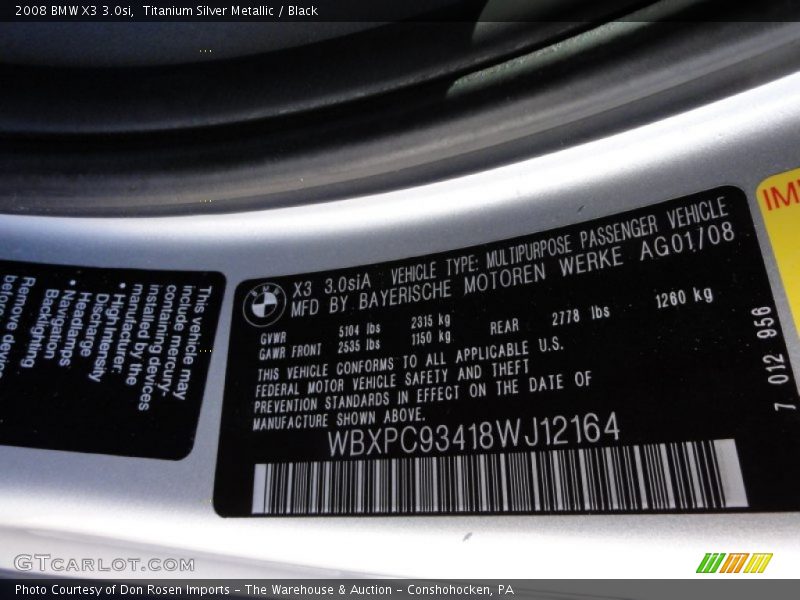 2008 BMW X3 3.0si, Titanium Silver Metallic / Black
IM
BMW
X3 3.0siA VEHICLE TYPE: MULTIPURPOSE PASSENGER VEHICLE
MFD BY BAYERISCHE MOTOREN WERKE AG01/08
GVWR 5104 lbs 2315 kg
GAWR FRONT 2535 lbs 1150 kg REAR 2778 lbs 1260 kg
THIS VEHICLE CONFORMS TO ALL APPLICABLE U.S.
FEDERAL MOTOR VEHICLE SAFETY AND THEFT
PREVENTION STANDARDS IN EFFECT ON THE DATE OF
MANUFACTURE SHOWN ABOVE.
WBXPC93418WJ12164
7 012 956
This vehicle may
include mercury-
containing devices
installed by the
manufacturer:
• High Intensity
Discharge
Headlamps
• Navigation
Backlighting
Remove devices
before
GTCARLOT.COM
Photo Courtesy of Don Rosen Imports - The Warehouse & Auction - Conshohocken, PA